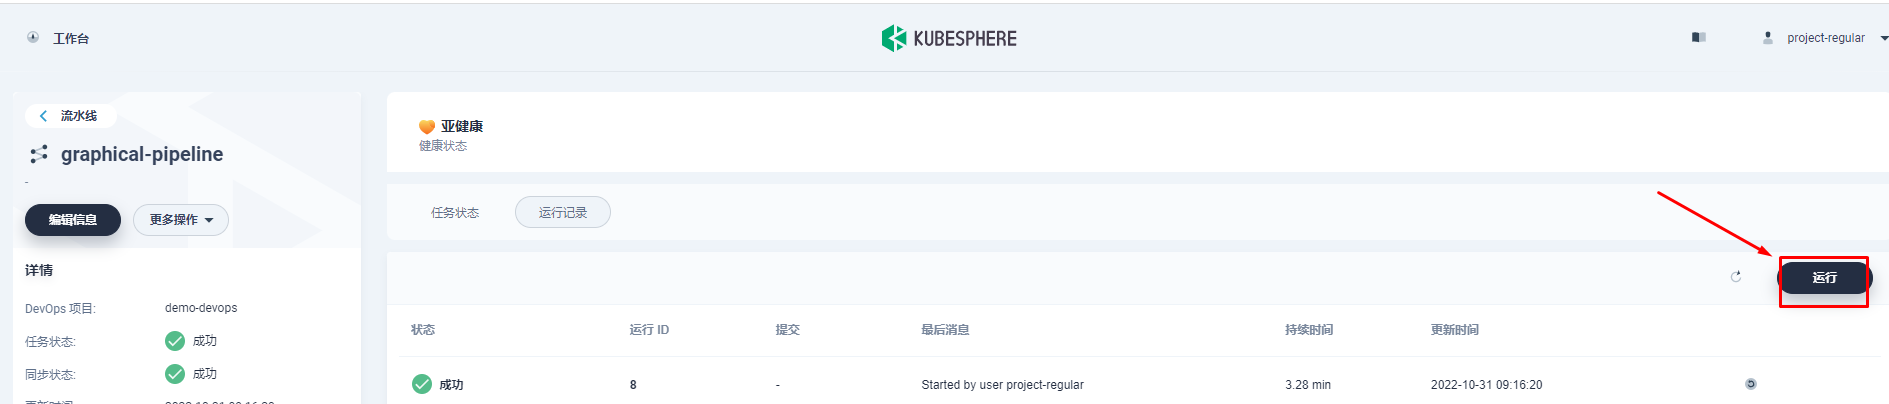 工作台
KUBESPHERE
project-regular
流水线
graphical-pipeline
-
编辑信息
更多操作
详情
DevOps 项目: demo-devops
任务状态: 成功
同步状态: 成功
亚健康
健康状态
任务状态 运行记录
运行
状态 运行 ID 提交 最后消息 持续时间 更新时间
成功 8 - Started by user project-regular 3.28 min 2022-10-31 09:16:20